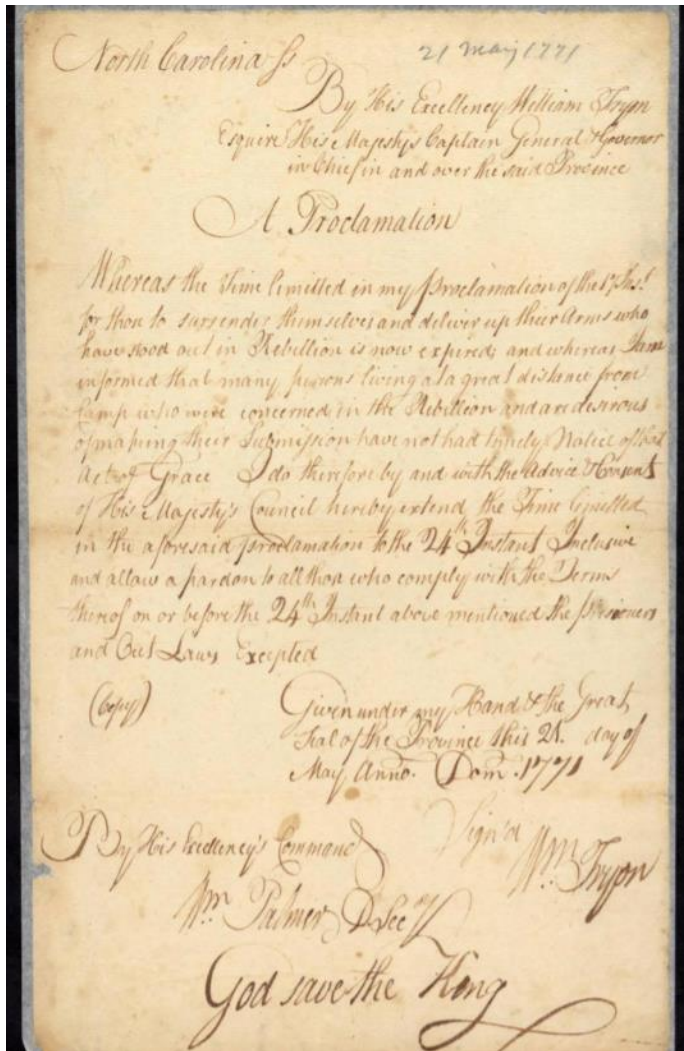 North Carolina Ss
21 May 1771
By His Excellency William Tryon
Esquire His Majestys Captain General & Governor
in Chief in and over the said Province
A Proclamation
Whereas the Time limitted in my Proclamation of the 17 Inst.
for those to surrender themselves and deliver up their Arms who
have stood out in Rebellion is now expired; and whereas I am
informed that many persons living at a great distance from
Camp who were concerned in the Rebellion and are desirous
of making their Submission have not had timely Notice of that
Act of Grace I do therefore by and with the Advice & Consent
of His Majesty's Council hereby extend the Time limitted
in the aforesaid proclamation to the 24th Instant Inclusive
and allow a pardon to all those who comply with the Terms
thereof on or before the 24th Instant above mentioned the prisoners
and Out Laws Excepted
(Copy)
Given under my Hand & the Great
Seal of the Province this 21. day of
May Anno. Dom. 1771
Sign'd
By His Excellency's Command
Wm. Tryon
Wm. Palmer D Secy
God save the King